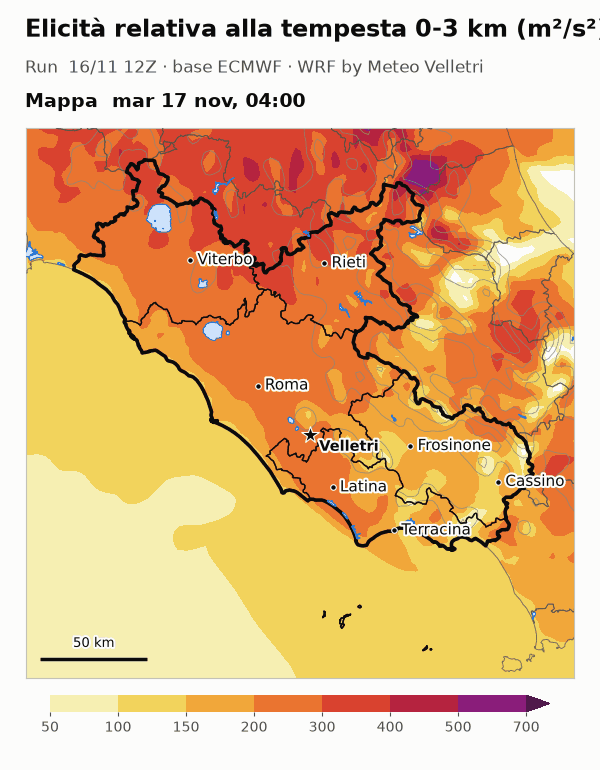 Elicità relativa alla tempesta 0-3 km (m²/s²)
Run 16/11 12Z · base ECMWF · WRF by Meteo Velletri
Mappa mar 17 nov, 04:00
Viterbo
Rieti
Roma
Velletri
Frosinone
Latina
Cassino
Terracina
50 km
50 100 150 200 300 400 500 700